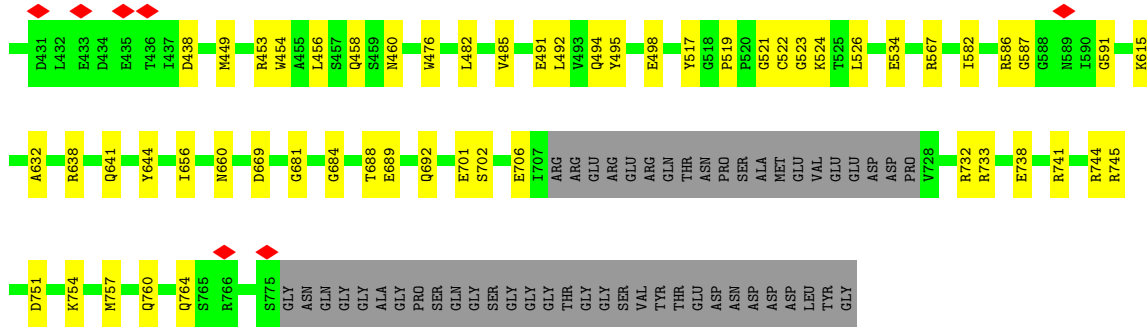 D431 L432 E433 D434 E435 T436 I437 D438 M449 R453 W454 A455 L456 S457 Q458 S459 N460 W476 L482 V485 E491 L492 V493 Q494 Y495 E498 Y517 G518 P519 P520 G521 C522 G523 K524 T525 L526 E534 R567 I582 R586 G587 G588 N589 I590 G591 K615
A632 R638 Q641 Y644 I656 N660 D669 G681 G684 T688 E689 Q692 E701 S702 E706 I707 ARG ARG GLU ARG GLU ARG GLN THR ASN PRO SER ALA MET GLU VAL GLU GLU ASP ASP PRO V728 R732 R733 E738 R741 R744 R745
D751 K754 M757 Q760 Q764 S765 R766 S775 GLY ASN GLN GLY GLY ALA GLY PRO SER GLN GLY SER GLY GLY GLY THR GLY GLY SER VAL TYR THR GLU ASP ASN ASP ASP ASP LEU TYR GLY